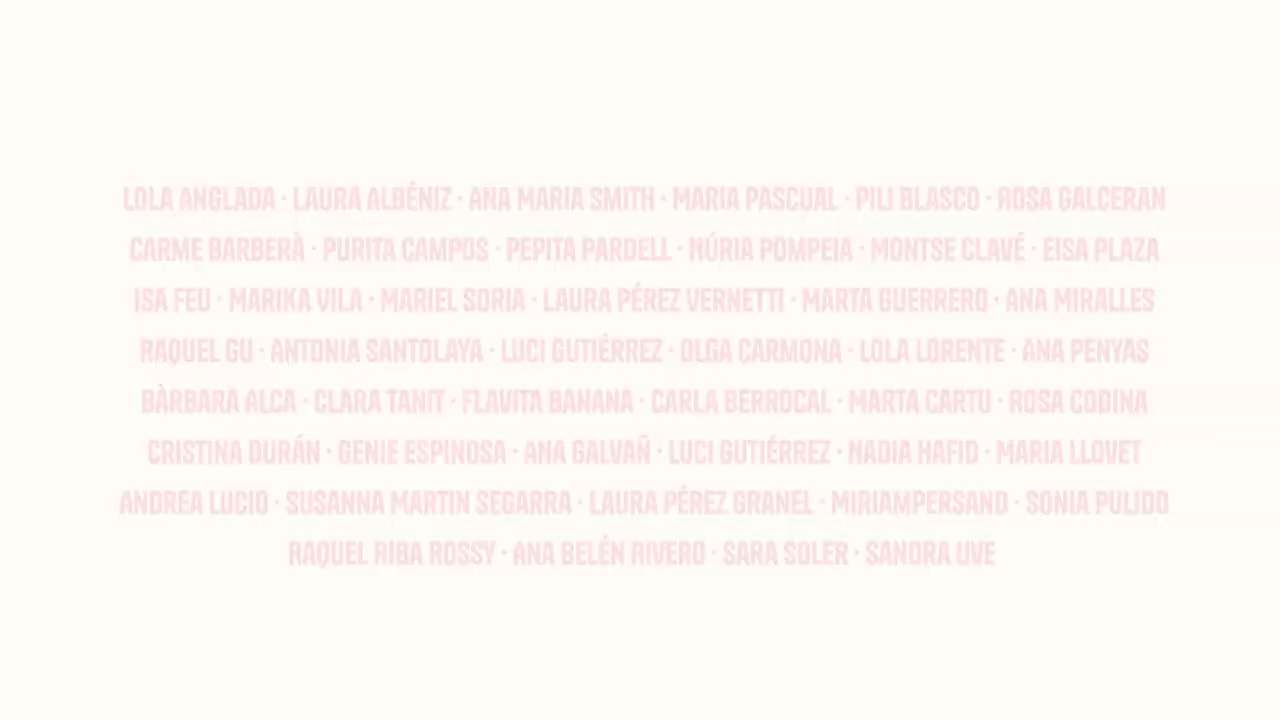 LOLA ANGLADA · LAURA ALBÉNIZ · ANA MARIA SMITH · MARIA PASCUAL · PILI BLASCO · ROSA GALCERAN
CARME BARBERÀ · PURITA CAMPOS · PEPITA PARDELL · NÚRIA POMPEIA · MONTSE CLAVÉ · EISA PLAZA
ISA FEU · MARIKA VILA · MARIEL SORIA · LAURA PÉREZ VERNETTI · MARTA GUERRERO · ANA MIRALLES
RAQUEL GU · ANTONIA SANTOLAYA · LUCI GUTIÉRREZ · OLGA CARMONA · LOLA LORENTE · ANA PENYAS
BÀRBARA ALCA · CLARA TANIT · FLAVITA BANANA · CARLA BERROCAL · MARTA CARTU · ROSA CODINA
CRISTINA DURÁN · GENIE ESPINOSA · ANA GALVAÑ · LUCI GUTIÉRREZ · NADIA HAFID · MARIA LLOVET
ANDREA LUCIO · SUSANNA MARTIN SEGARRA · LAURA PÉREZ GRANEL · MIRIAMPERSAND · SONIA PULIDO
RAQUEL RIBA ROSSY · ANA BELÉN RIVERO · SARA SOLER · SANDRA UVE